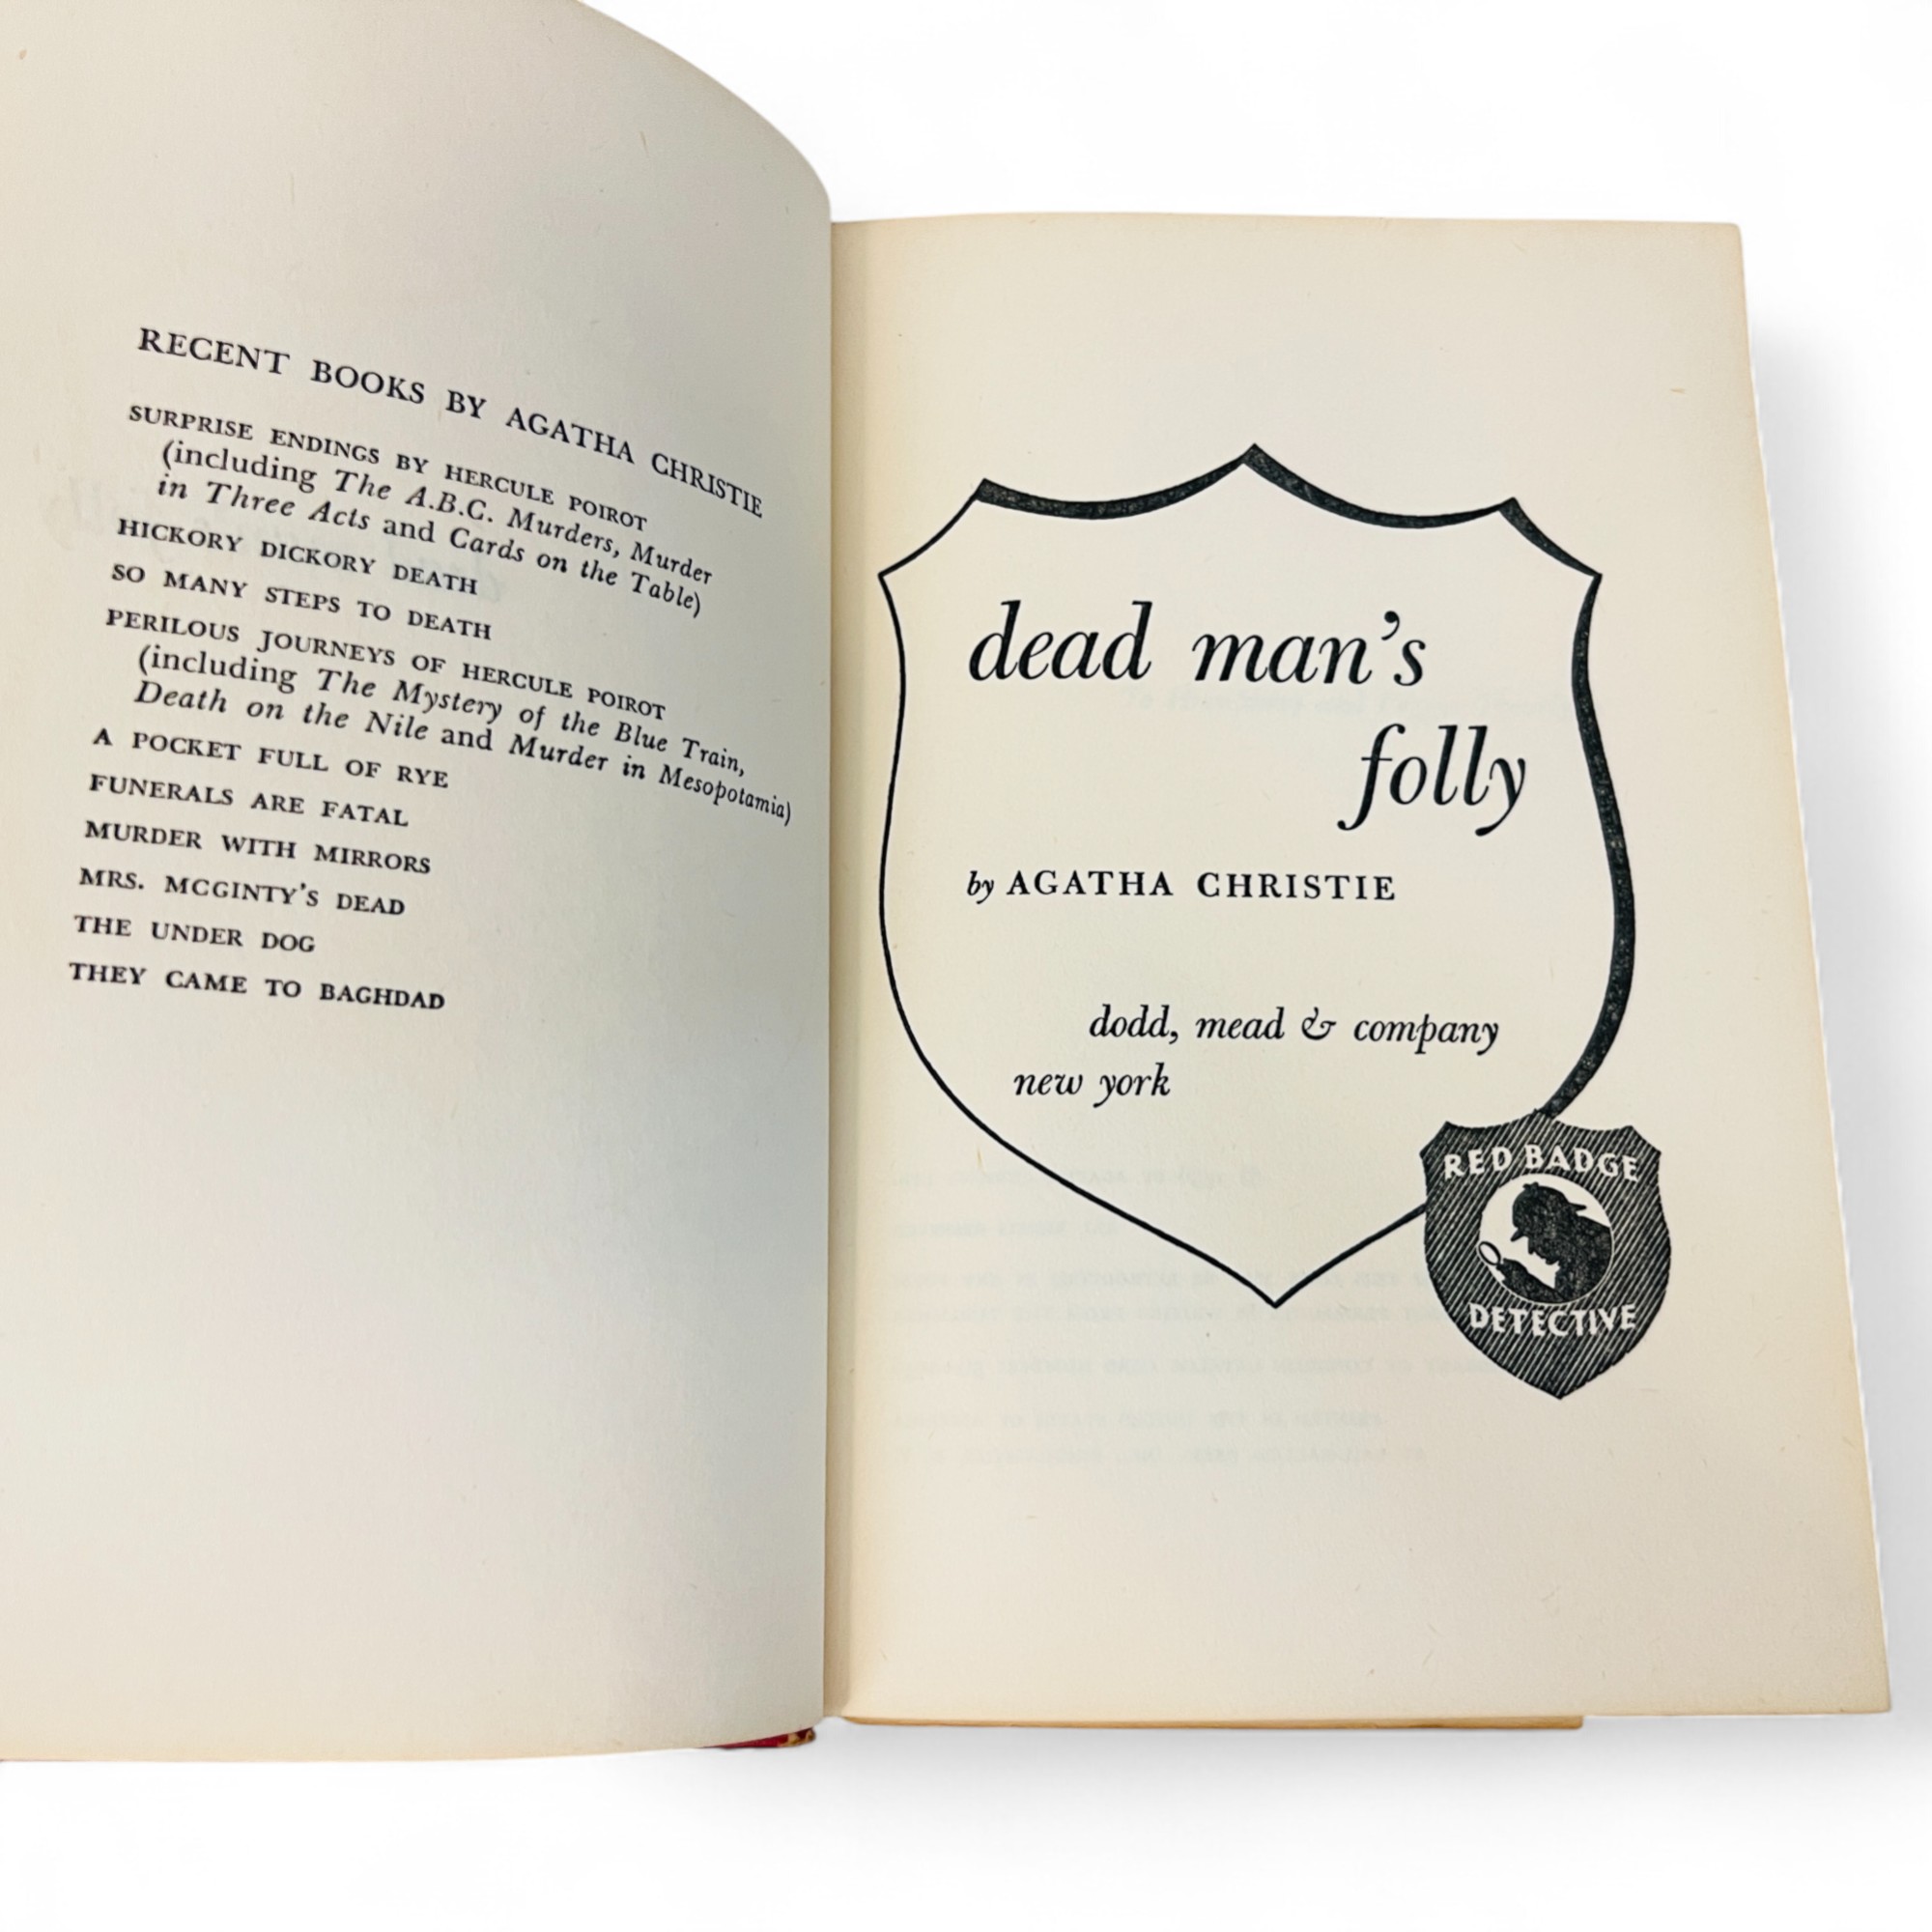 RECENT BOOKS BY AGATHA CHRISTIE
SURPRISE ENDINGS BY HERCULE POIROT
(including The A.B.C. Murders, Murder
in Three Acts and Cards on the Table)
HICKORY DICKORY DEATH
SO MANY STEPS TO DEATH
PERILOUS JOURNEYS OF HERCULE POIROT
(including The Mystery of the Blue Train,
Death on the Nile and Murder in Mesopotamia)
A POCKET FULL OF RYE
FUNERALS ARE FATAL
MURDER WITH MIRRORS
MRS. MCGINTY'S DEAD
THE UNDER DOG
THEY CAME TO BAGHDAD
dead man's
folly
by AGATHA CHRISTIE
dodd, mead & company
new york
RED BADGE
DETECTIVE